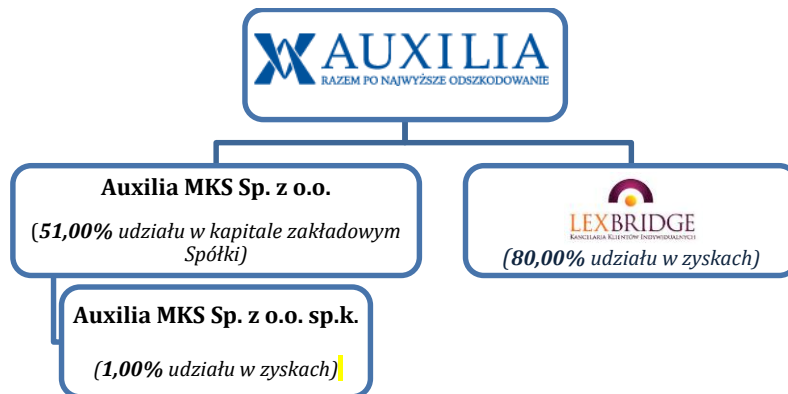 AUXILIA
RAZEM PO NAJWYŻSZE ODSZKODOWANIE
Auxilia MKS Sp. z o.o.
(51,00% udziału w kapitale zakładowym
Spółki)
LEXBRIDGE
KANCELARIA KLIENTÓW INDYWIDUALNYCH
(80,00% udziału w zyskach)
Auxilia MKS Sp. z o.o. sp.k.
(1,00% udziału w zyskach)